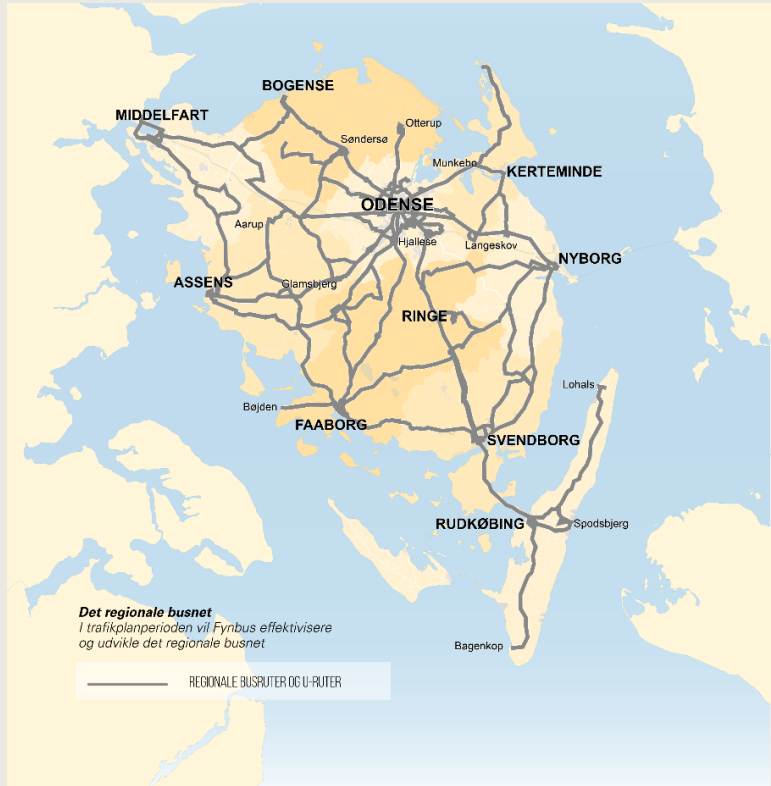 BOGENSE
MIDDELFART
Otterup
Søndersø
Munkebo
KERTEMINDE
ODENSE
Aarup
Hjallese
Langeskov
NYBORG
ASSENS
Glamsbjerg
RINGE
Lohals
Bøjden
FAABORG
SVENDBORG
RUDKØBING
Spodsbjerg
Bagenkop
Det regionale busnet
I trafikplanperioden vil Fynbus effektivisere
og udvikle det regionale busnet
REGIONALE BUSRUTER OG U-RUTER